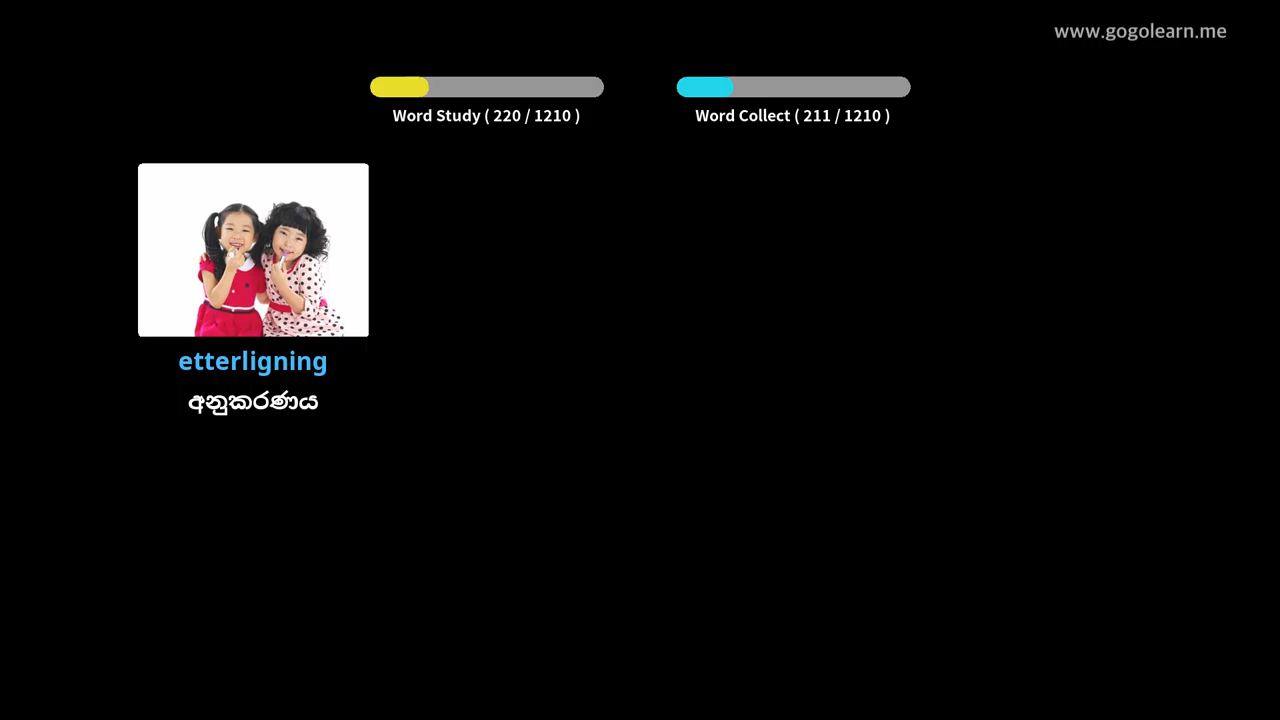 www.gogolearn.me
Word Study ( 220 / 1210 )
Word Collect ( 211 / 1210 )
etterligning
අනුකරණය